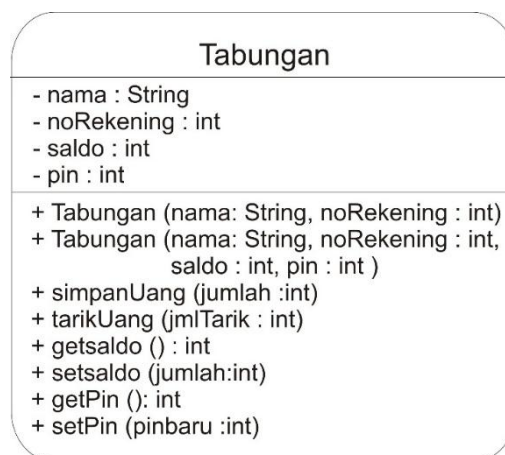 Tabungan
- nama : String
- noRekening : int
- saldo : int
- pin : int
+ Tabungan (nama: String, noRekening : int)
+ Tabungan (nama: String, noRekening : int,
saldo : int, pin : int )
+ simpanUang (jumlah :int)
+ tarikUang (jmlTarik : int)
+ getsaldo () : int
+ setsaldo (jumlah:int)
+ getPin (): int
+ setPin (pinbaru :int)